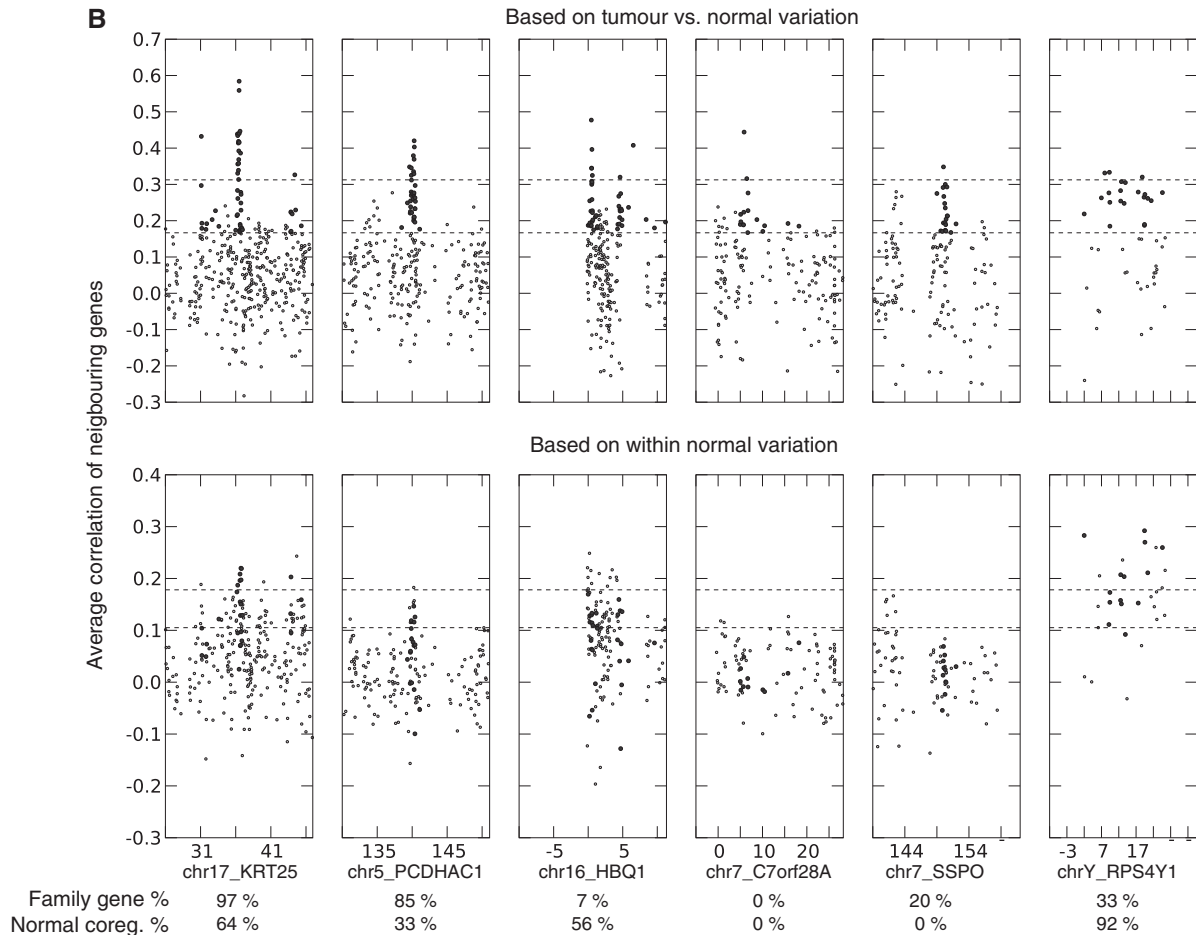 B
Based on tumour vs. normal variation
Average correlation of neigbouring genes
0.7
0.6
0.5
0.4
0.3
0.2
0.1
0.0
-0.1
-0.2
-0.3
Based on within normal variation
0.4
0.3
0.2
0.1
0.0
-0.1
-0.2
-0.3
31 41 135 145 -5 5 0 10 20 144 154 - -3 7 17 - -
chr17_KRT25 chr5_PCDHAC1 chr16_HBQ1 chr7_C7orf28A chr7_SSPO chrY_RPS4Y1
Family gene % 97 % 85 % 7 % 0 % 20 % 33 %
Normal coreg. % 64 % 33 % 56 % 0 % 0 % 92 %